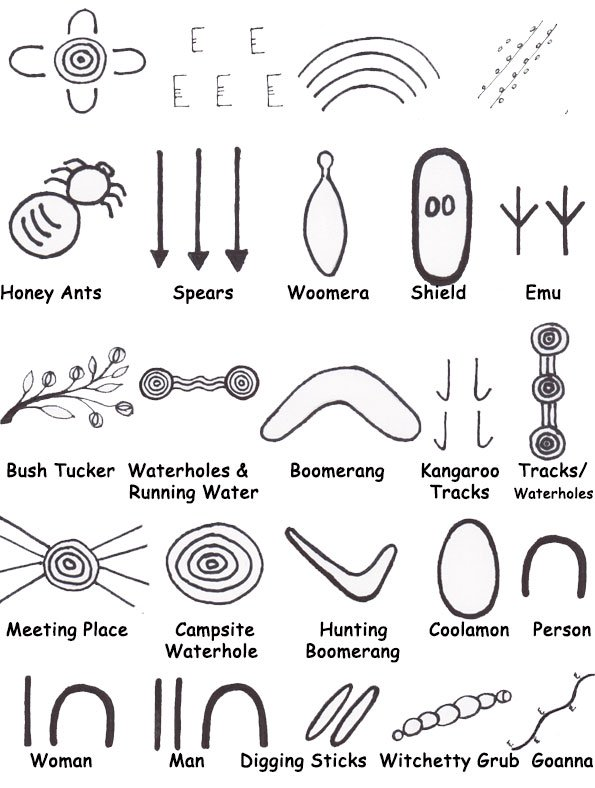 Honey Ants Spears Woomera Shield Emu
Bush Tucker Waterholes & Boomerang Kangaroo Tracks/
Running Water Tracks Waterholes
Meeting Place Campsite Hunting Coolamon Person
Waterhole Boomerang
Woman Man Digging Sticks Witchetty Grub Goanna